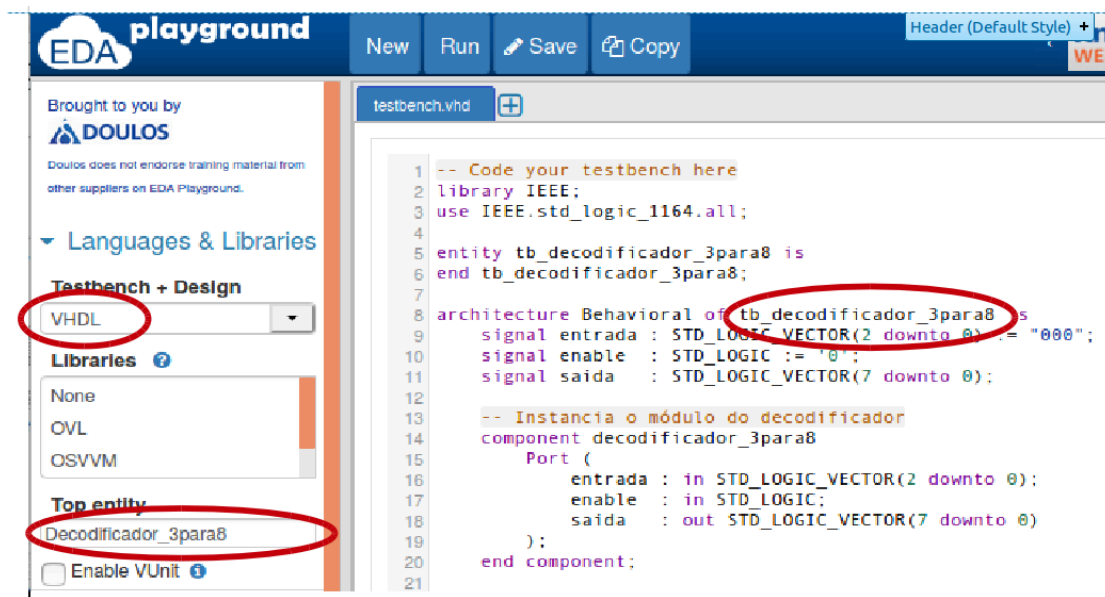 EDA playground
New Run Save Copy
Header (Default Style) +
WE
Brought to you by
DOULOS
Doulos does not endorse training material from
other suppliers on EDA Playground.
Languages & Libraries
Testbench + Design
VHDL
Libraries ?
None
OVL
OSVVM
Top entity
Decodificador_3para8
Enable VUnit
testbench.vhd
1 -- Code your testbench here
2 library IEEE;
3 use IEEE.std_logic_1164.all;
4
5 entity tb_decodificador_3para8 is
6 end tb_decodificador_3para8;
7
8 architecture Behavioral of tb_decodificador_3para8 is
9 signal entrada : STD_LOGIC_VECTOR(2 downto 0) := "000";
10 signal enable : STD_LOGIC := '0';
11 signal saida : STD_LOGIC_VECTOR(7 downto 0);
12
13 -- Instancia o módulo do decodificador
14 component decodificador_3para8
15 Port (
16 entrada : in STD_LOGIC_VECTOR(2 downto 0);
17 enable : in STD_LOGIC;
18 saida : out STD_LOGIC_VECTOR(7 downto 0)
19 );
20 end component;
21